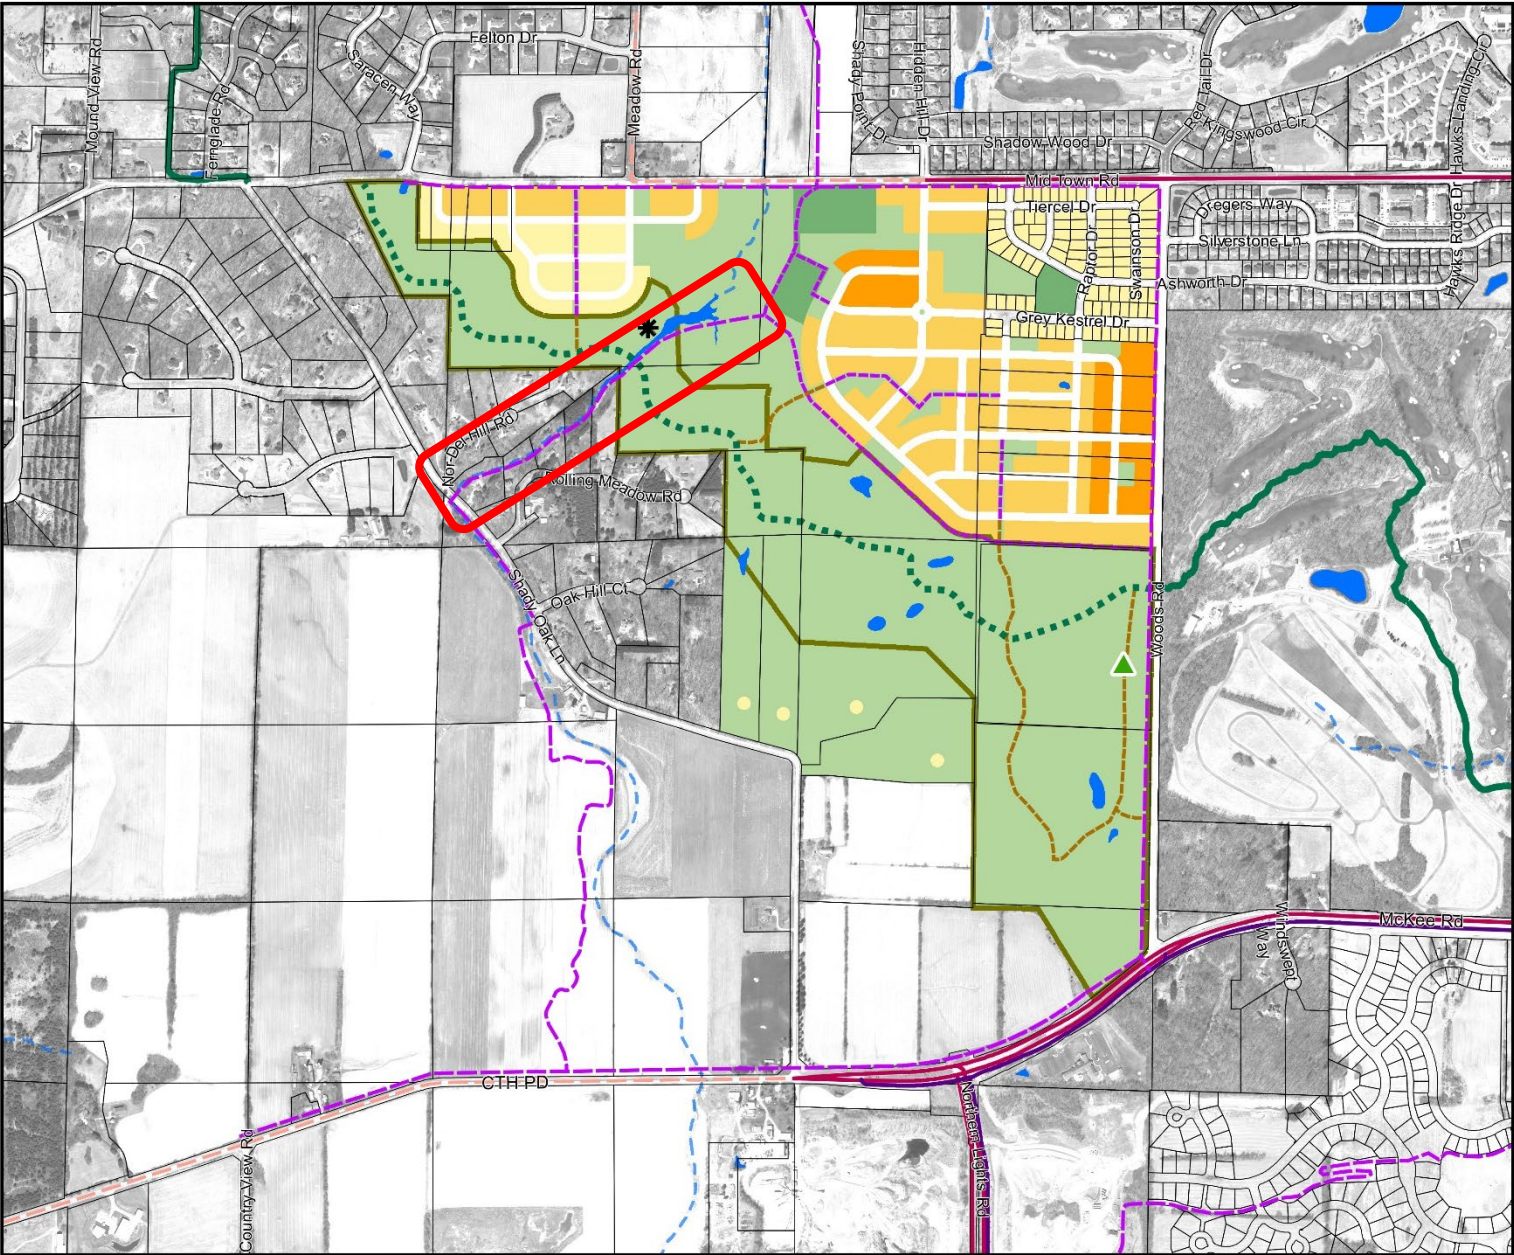 Felton Dr
Mound View Rd
Saracen Way
Fernglade Rd
Meadow Rd
Shady Point Dr
Hidden Hill Dr
Red Tail Dr
Kingswood Cir
Hawks Landing Cir
Shadow Wood Dr
Mid Town Rd
Tiercel Dr
Dregers Way
Raptor Dr
Swanson Dr
Silverstone Ln
Hawks Ridge Dr
Ashworth Dr
Grey Kestrel Dr
Nor-Del-Hill Rd
Rolling Meadow Rd
Oak Hill Ct
Shady Oak Ln
Woods Rd
McKee Rd
Windswept
Way
CTH PD
Northern Lights Rd
Country View Rd